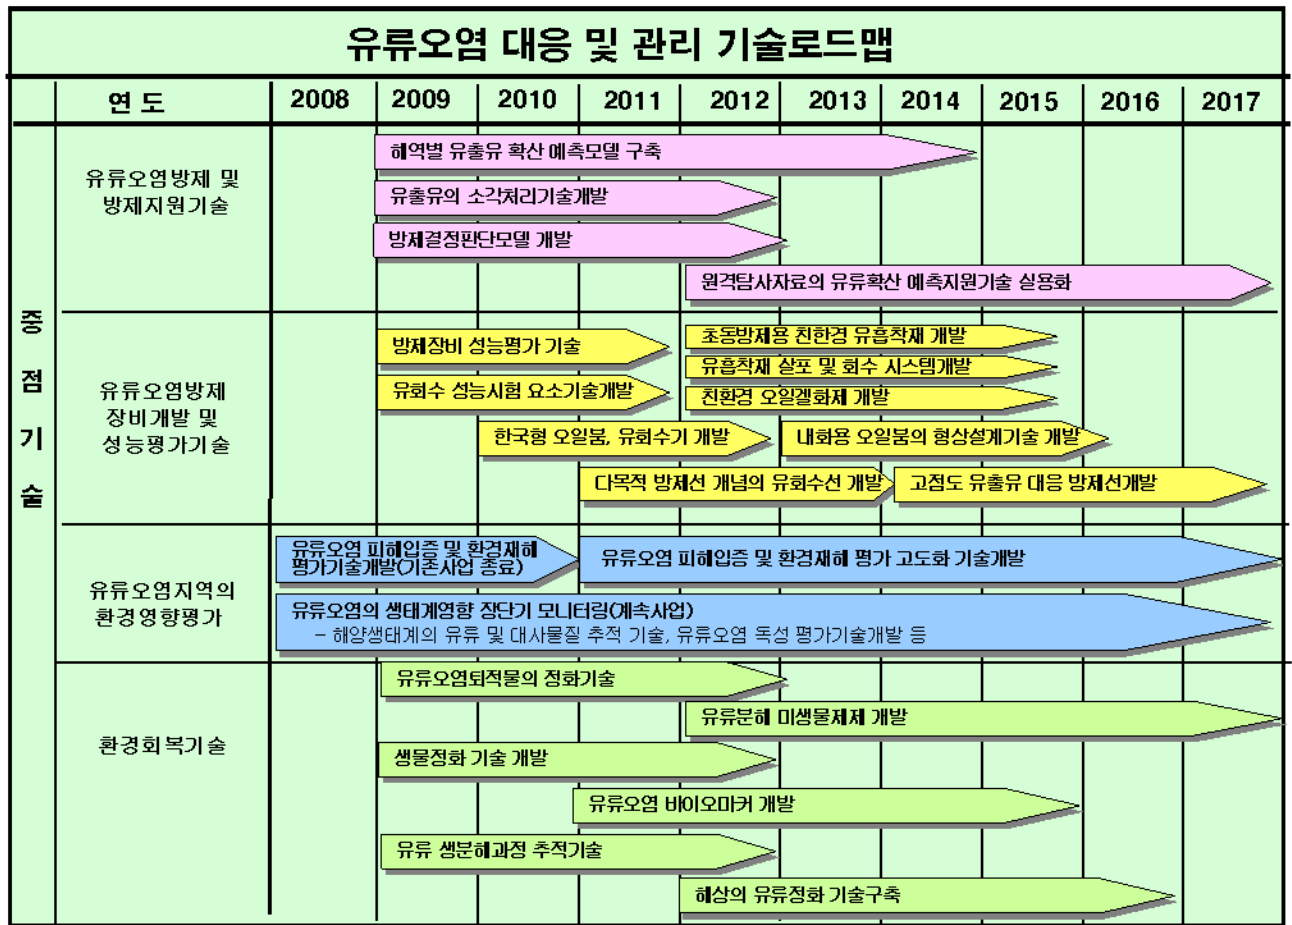 유류오염 대응 및 관리 기술로드맵
연 도
2008
2009
2010
2011
2012
2013
2014
2015
2016
2017
중
점
기
술
유류오염방제 및
방제지원기술
해역별 유출유 확산 예측모델 구축
유출유의 소각처리기술개발
방제결정판단모델 개발
원격탐사자료의 유류확산 예측지원기술 실용화
유류오염방제
장비개발 및
성능평가기술
방제장비 성능평가 기술
초동방제용 친한경 유흡착재 개발
유흡착재 살포 및 회수 시스템개발
유회수 성능시험 요소기술개발
친환경 오일겔화제 개발
한국형 오일붐, 유회수기 개발
내화용 오일붐의 형상설계기술 개발
다목적 방제선 개념의 유회수선 개발
고점도 유출유 대응 방제선개발
유류오염지역의
환경영향평가
유류오염 피해입증 및 환경재해
평가기술개발(기존사업 종료)
유류오염 피해입증 및 환경재해 평가 고도화 기술개발
유류오염의 생태계영향 장단기 모니터링(계속사업)
- 해양생태계의 유류 및 대사물질 추적 기술, 유류오염 독성 평가기술개발 등
환경회복기술
유류오염퇴적물의 정화기술
유류분해 미생물제제 개발
생물정화 기술 개발
유류오염 바이오마커 개발
유류 생분해과정 추적기술
해상의 유류정화 기술구축